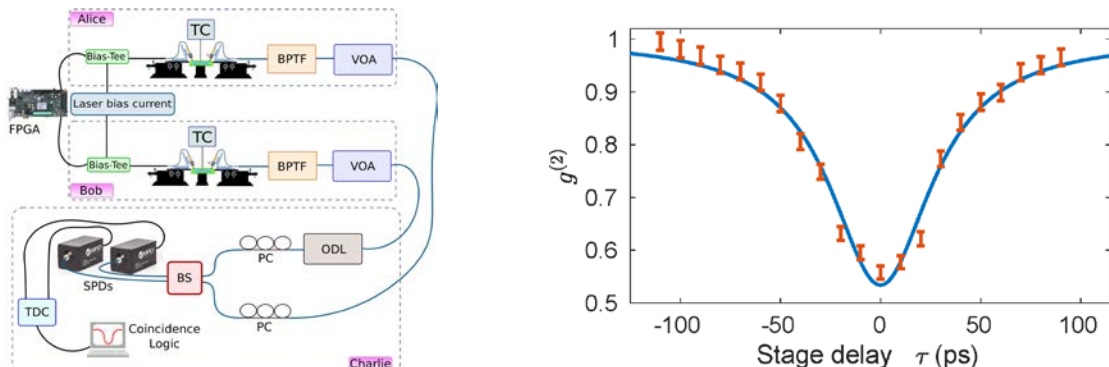 Alice
TC
Bias-Tee
BPTF
VOA
Laser bias current
FPGA
TC
Bias-Tee
BPTF
VOA
Bob
PC
ODL
SPDs
BS
TDC
PC
Coincidence
Logic
Charlie
1
0.9
0.8
0.7
0.6
0.5
g(2)
-100
-50
0
50
100
Stage delay τ (ps)